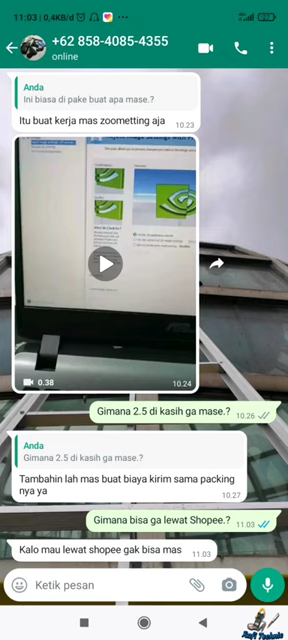 11:03 | 0,4KB/d
+62 858-4085-4355
online
Anda
Ini biasa di pake buat apa mase.?
Itu buat kerja mas zoometting aja
10.23
0.38
10.24
Gimana 2.5 di kasih ga mase.?
10.26
Anda
Gimana 2.5 di kasih ga mase.?
Tambahin lah mas buat biaya kirim sama packing
nya ya
10.27
Gimana bisa ga lewat Shopee.?
11.03
Kalo mau lewat shopee gak bisa mas
11.03
Ketik pesan